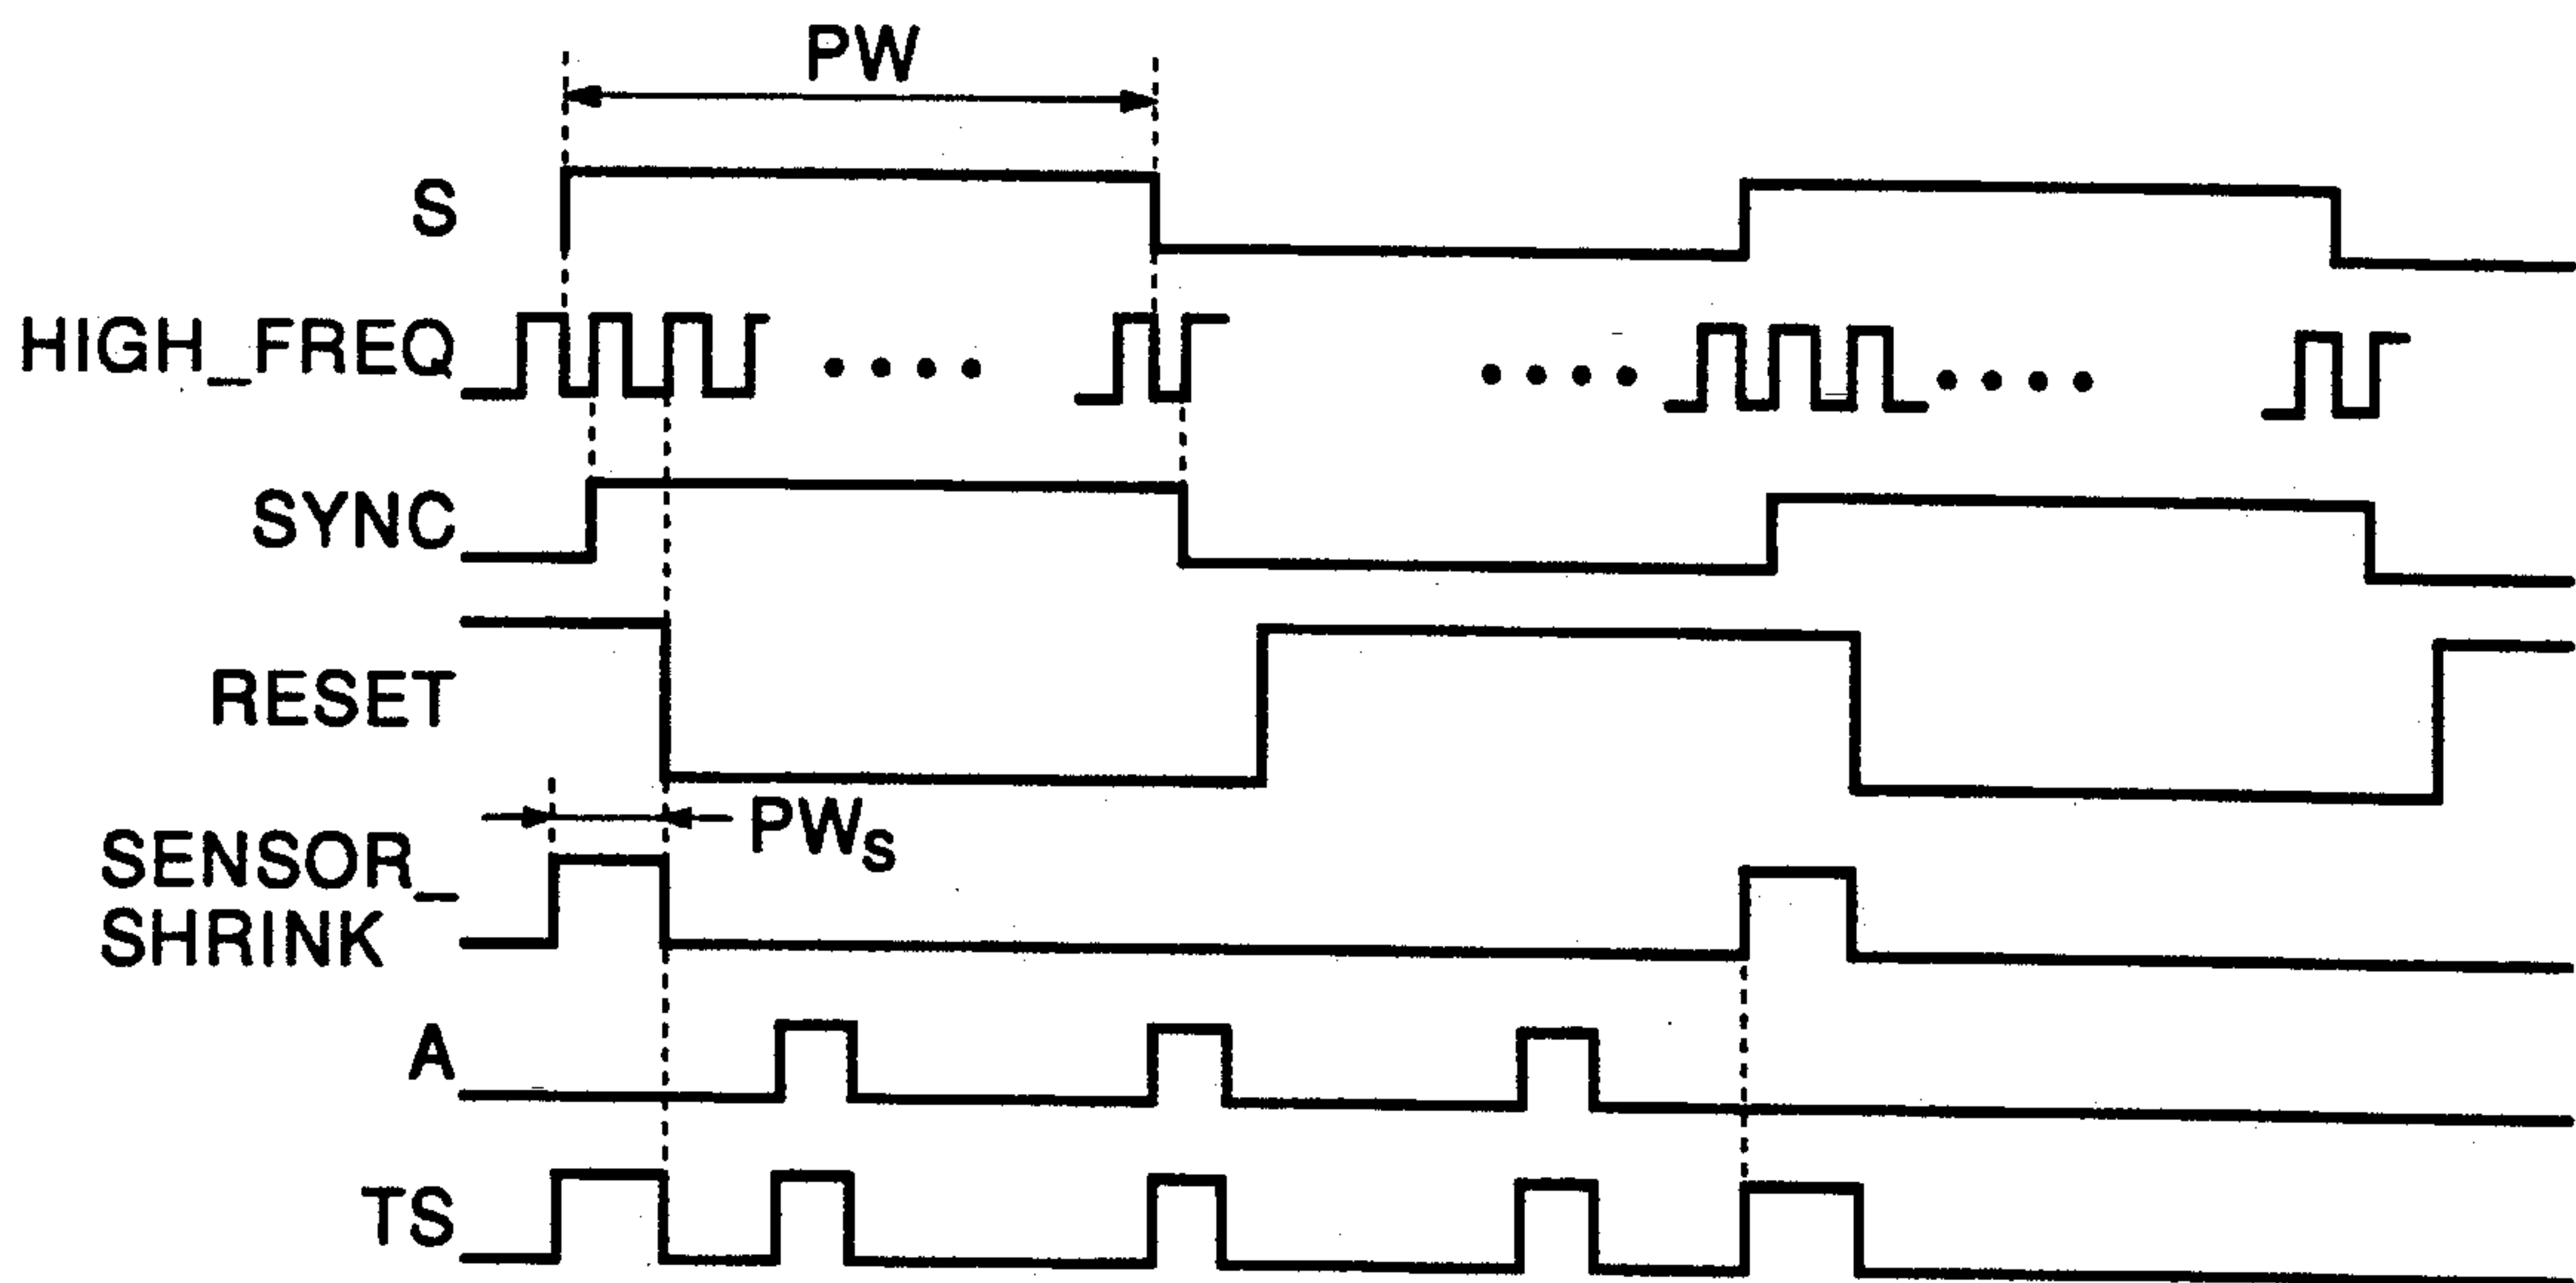 PW
S
HIGH_FREQ
SYNC
RESET
PWS
SENSOR_
SHRINK
A
TS